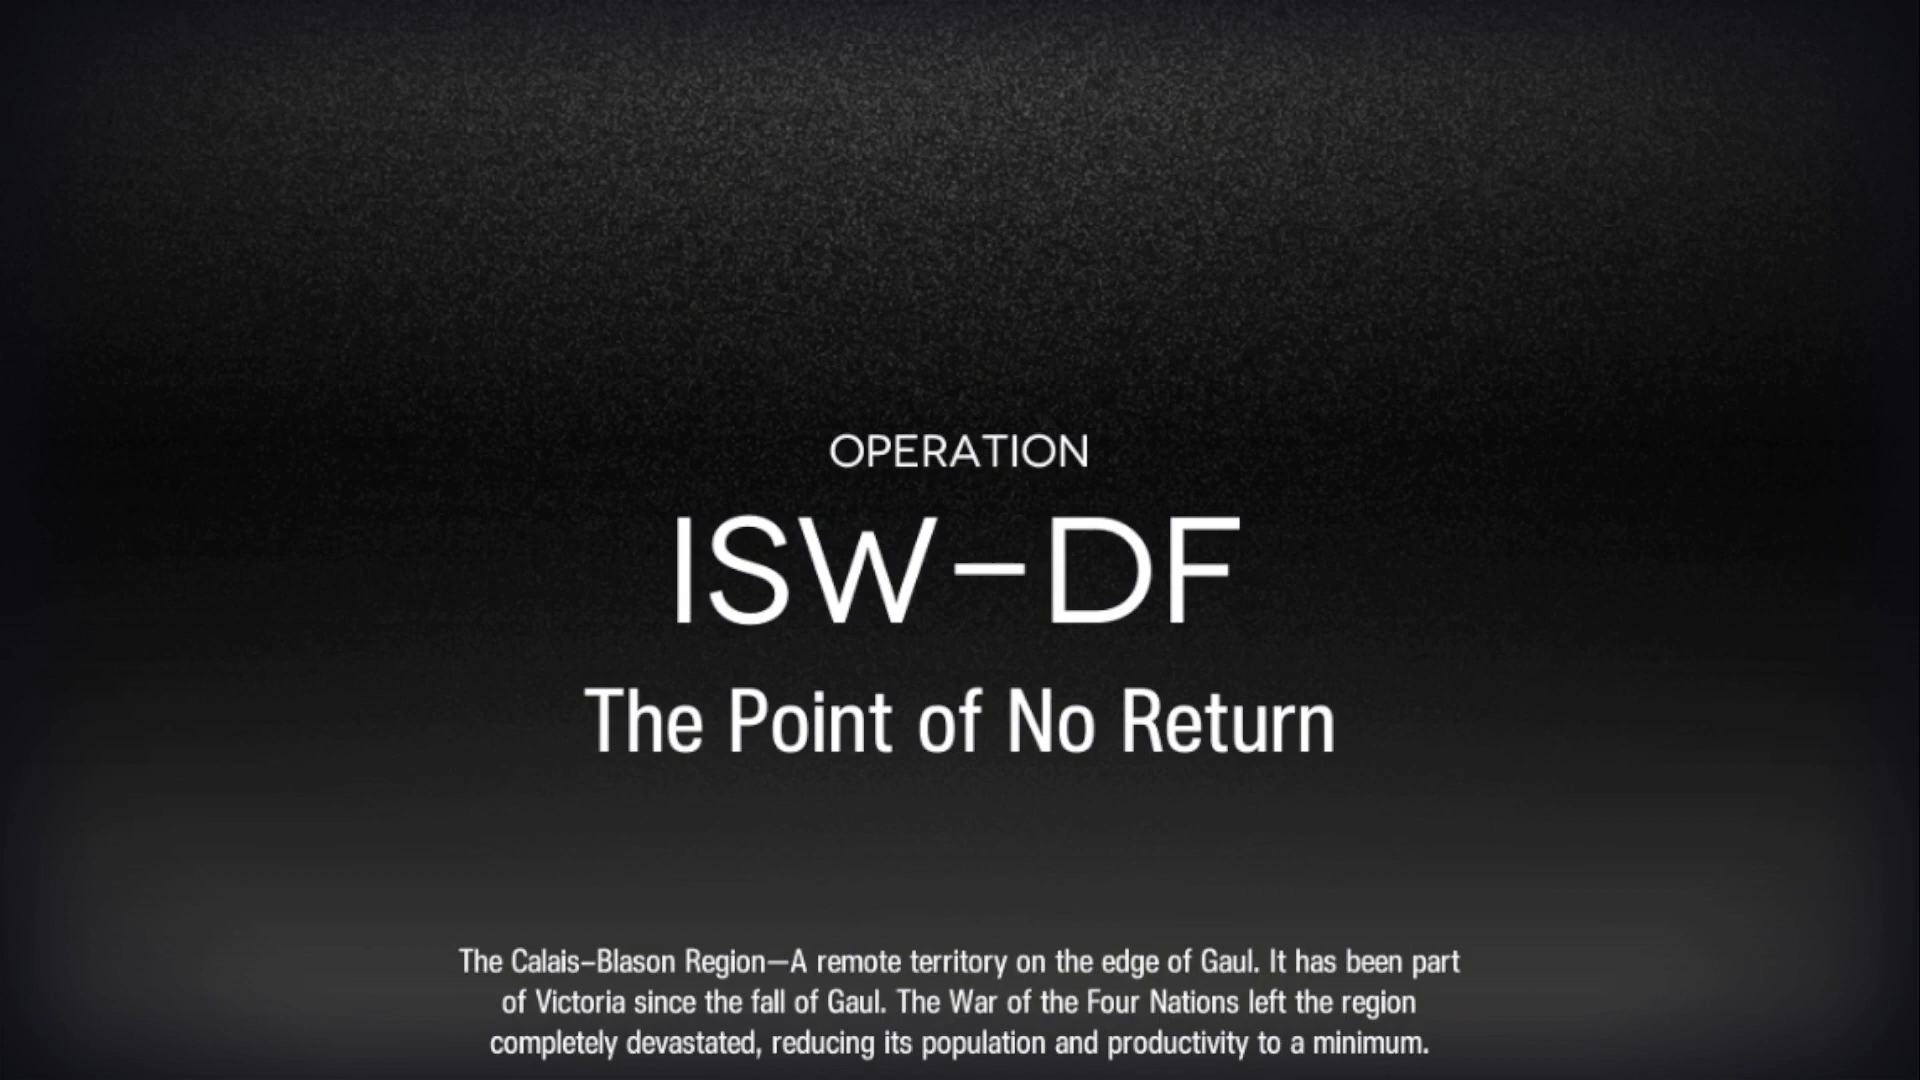 OPERATION
ISW-DF
The Point of No Return
The Calais-Blason Region—A remote territory on the edge of Gaul. It has been part
of Victoria since the fall of Gaul. The War of the Four Nations left the region
completely devastated, reducing its population and productivity to a minimum.